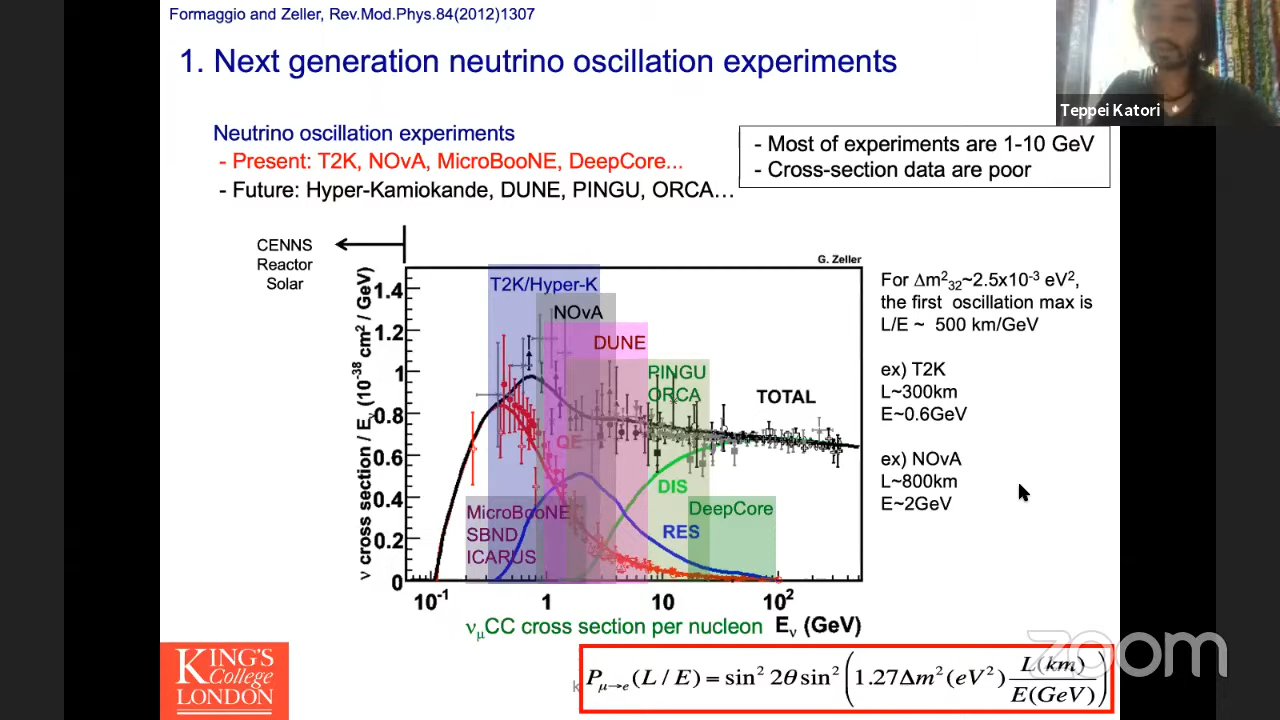 Formaggio and Zeller, Rev.Mod.Phys.84(2012)1307
1. Next generation neutrino oscillation experiments
Teppei Katori
Neutrino oscillation experiments
- Present: T2K, NOvA, MicroBooNE, DeepCore...
- Future: Hyper-Kamiokande, DUNE, PINGU, ORCA…
- Most of experiments are 1-10 GeV
- Cross-section data are poor
CENNS
Reactor
Solar
G. Zeller
ν cross section / Eν (10⁻³⁸ cm² / GeV)
1.4
1.2
1
0.8
0.6
0.4
0.2
0
T2K/Hyper-K
NOvA
DUNE
PINGU
ORCA
TOTAL
QE
DIS
RES
DeepCore
MicroBooNE
SBND
ICARUS
10⁻¹
1
10
10²
νμCC cross section per nucleon Eν (GeV)
For Δm²₃₂~2.5x10⁻³ eV²,
the first oscillation max is
L/E ~ 500 km/GeV
ex) T2K
L~300km
E~0.6GeV
ex) NOvA
L~800km
E~2GeV
KING'S
College
LONDON
k
P_{μ→e}(L/E) = sin² 2θ sin² (1.27Δm²(eV²) L(km)/E(GeV))
zoom